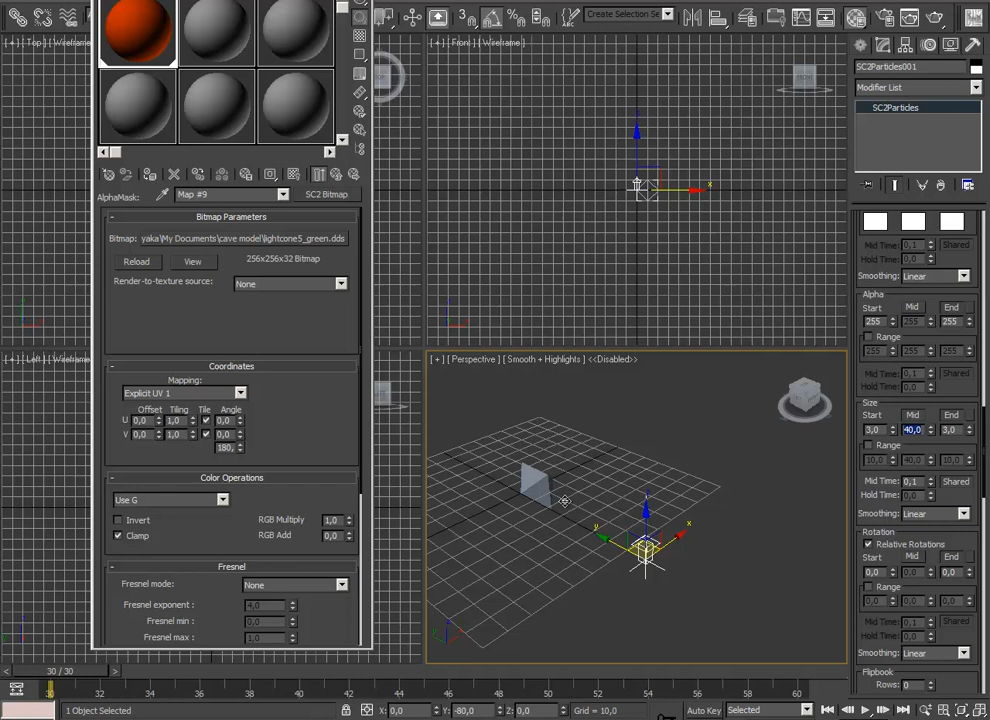 3
%
Create Selection Se
[ + ] [ Top ] [ Wireframe
[ + ] [ Front ] [ Wireframe ]
FRONT
SC2Particles001
Modifier List
SC2Particles
AlphaMask:
Map #9
SC2 Bitmap
- Bitmap Parameters
Bitmap: yaka\My Documents\cave model\lightcone5_green.dds
Reload
View
256x256x32 Bitmap
Render-to-texture source:
None
[ + ] [ Left ] [ Wireframe
- Coordinates
Mapping:
Explicit UV 1
Offset Tiling Tile Angle
U 0,0 1,0 0,0
V 0,0 1,0 0,0
180,
- Color Operations
Use G
Invert
RGB Multiply 1,0
Clamp
RGB Add 0,0
- Fresnel
Fresnel mode: None
Fresnel exponent : 4,0
Fresnel min : 0,0
Fresnel max : 1,0
[ + ] [ Perspective ] [ Smooth + Highlights ] <<Disabled>>
x
z
x
y
Mid Time: 0,1 Shared
Hold Time: 0,0
Smoothing: Linear
Alpha
Start Mid End
255 255 255
Range
255 255 255
Mid Time: 0,1 Shared
Hold Time: 0,0
Size
Start Mid End
3,0 40,0 3,0
Range
10,0 40,0 10,0
Mid Time: 0,1 Shared
Hold Time: 0,0
Smoothing: Linear
Rotation
Relative Rotations
Start Mid End
0,0 0,0 0,0
Range
0,0 0,0 0,0
Mid Time: 0,1 Shared
Hold Time: 0,0
Smoothing: Linear
Flipbook
Rows: 0
< 30 / 30 >
30 32 34 36 38 40 42 44 46 48 50 52 54 56 58 60
1 Object Selected
X: 0,0 Y: -80,0 Z: 0,0 Grid = 10,0
Auto Key Selected